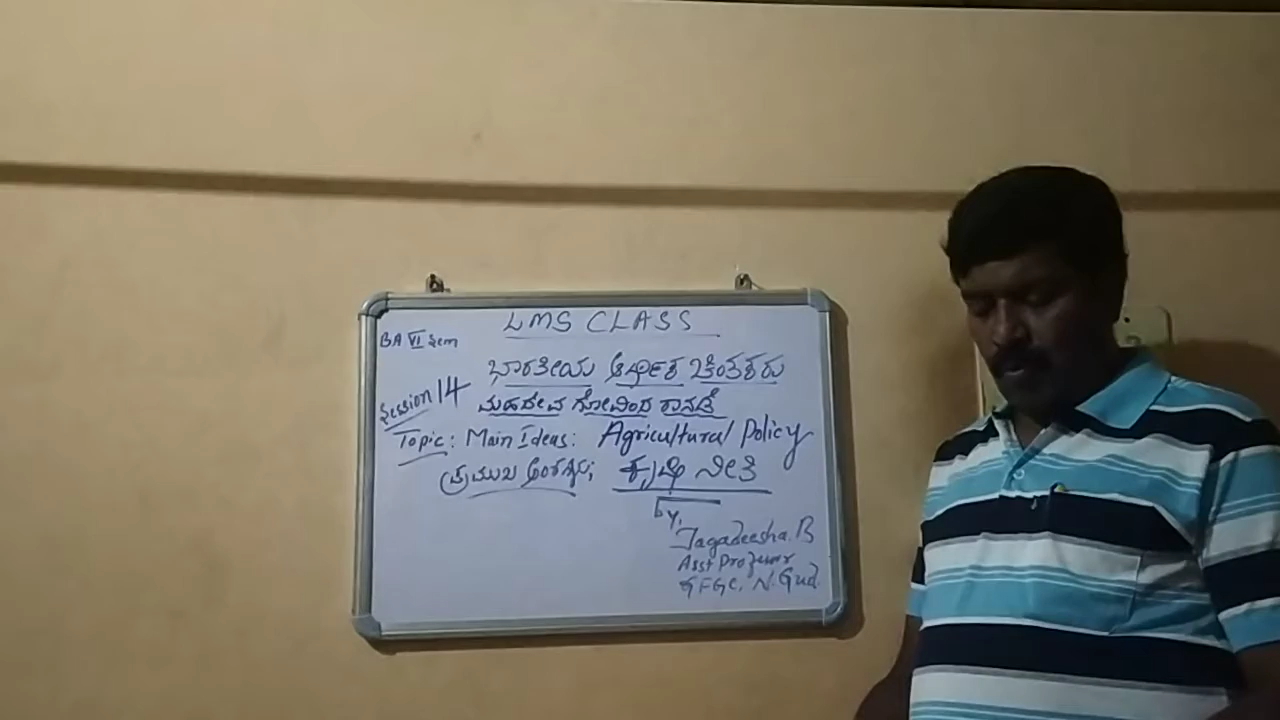 LMS CLASS
BA VI Sem
ಭಾರತೀಯ ಆರ್ಥಿಕ ಚಿಂತಕರು
Session 14
ಮಹದೇವ ಗೋವಿಂದ ರಾನಡೆ
Topic: Main Ideas: Agricultural Policy
ಪ್ರಮುಖ ಅಂಶಗಳು; ಕೃಷಿ ನೀತಿ
by,
Jagadeesha. B
Asst Professor
GFGC, N. Gud.